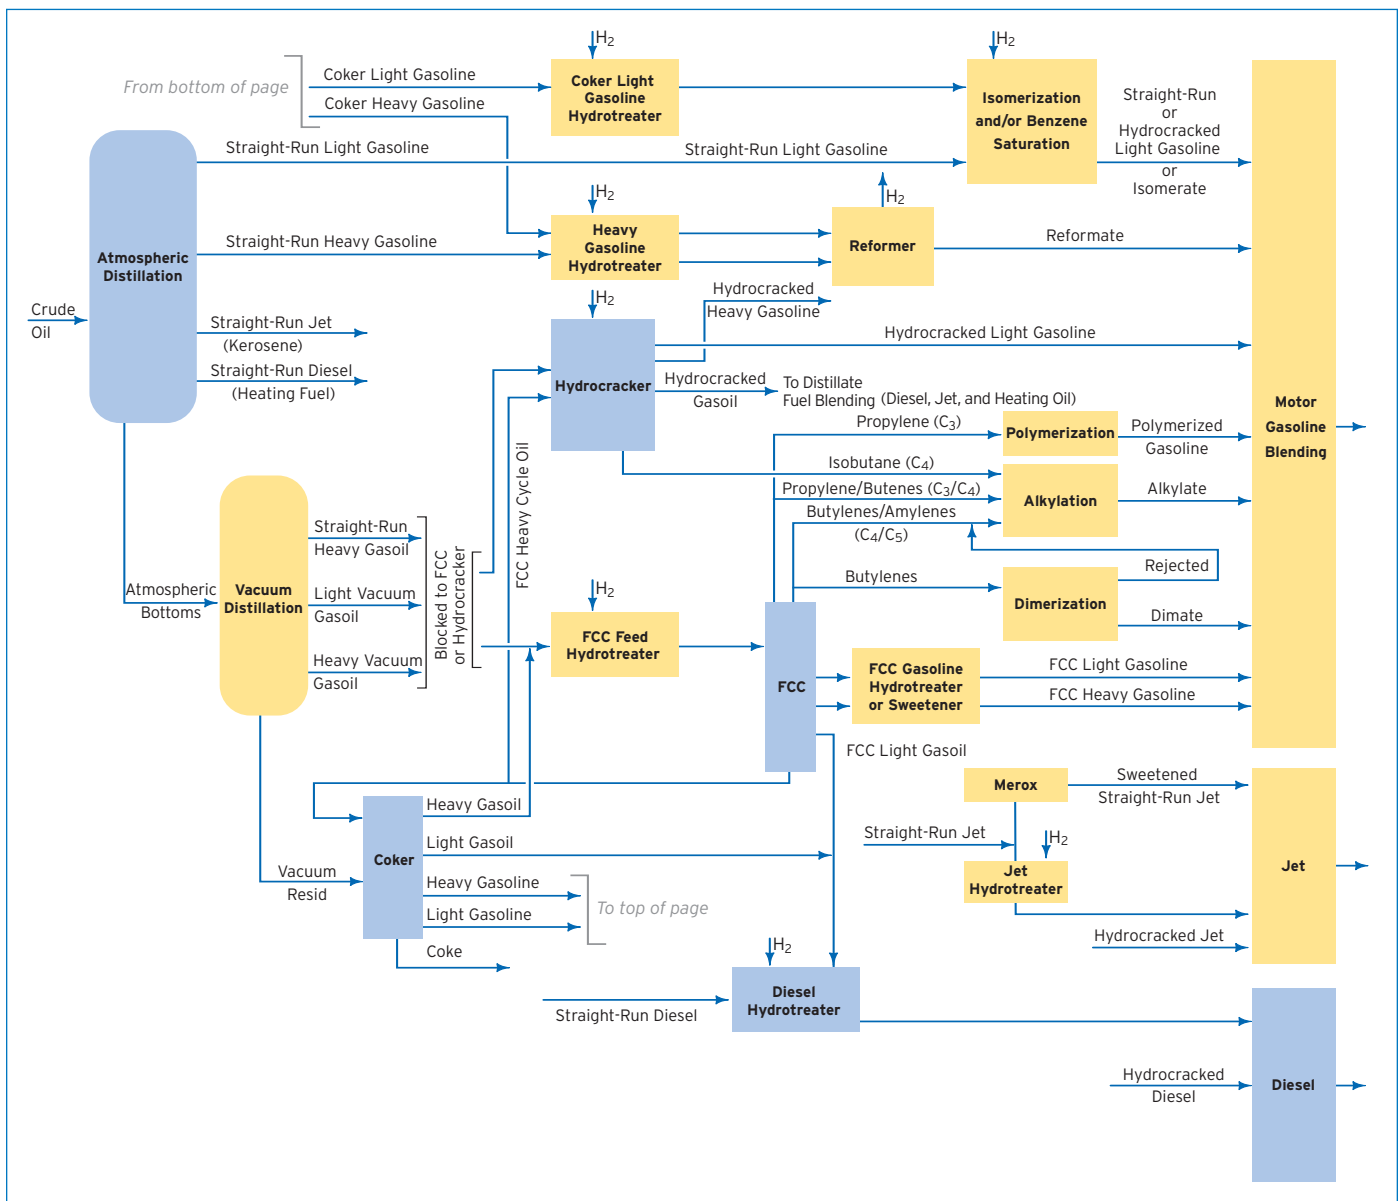 H2
H2
From bottom of page
Coker Light Gasoline
Coker Heavy Gasoline
Coker Light
Gasoline
Hydrotreater
Isomerization
and/or Benzene
Saturation
Straight-Run
or
Hydrocracked
Light Gasoline
or
Isomerate
Straight-Run Light Gasoline
Straight-Run Light Gasoline
H2
H2
Atmospheric
Distillation
Straight-Run Heavy Gasoline
Heavy
Gasoline
Hydrotreater
Reformer
Reformate
Crude
Oil
Straight-Run Jet
(Kerosene)
Straight-Run Diesel
(Heating Fuel)
H2
Hydrocracked
Heavy Gasoline
Hydrocracker
Hydrocracked Light Gasoline
Hydrocracked
Gasoil
To Distillate
Fuel Blending (Diesel, Jet, and Heating Oil)
Motor
Gasoline
Blending
Propylene (C3)
Polymerization
Polymerized
Gasoline
Isobutane (C4)
Propylene/Butenes (C3/C4)
Alkylation
Alkylate
Butylenes/Amylenes
(C4/C5)
Rejected
Butylenes
Dimerization
Dimate
FCC Heavy Cycle Oil
Straight-Run
Heavy Gasoil
Light Vacuum
Gasoil
Heavy Vacuum
Gasoil
Blocked to FCC
or Hydrocracker
Atmospheric
Bottoms
Vacuum
Distillation
H2
FCC Feed
Hydrotreater
FCC
FCC Gasoline
Hydrotreater
or Sweetener
FCC Light Gasoline
FCC Heavy Gasoline
FCC Light Gasoil
Merox
Sweetened
Straight-Run Jet
Straight-Run Jet
H2
Jet
Hydrotreater
Jet
Hydrocracked Jet
Heavy Gasoil
Light Gasoil
Coker
Vacuum
Resid
Heavy Gasoline
Light Gasoline
To top of page
Coke
H2
Diesel
Hydrotreater
Straight-Run Diesel
Hydrocracked
Diesel
Diesel